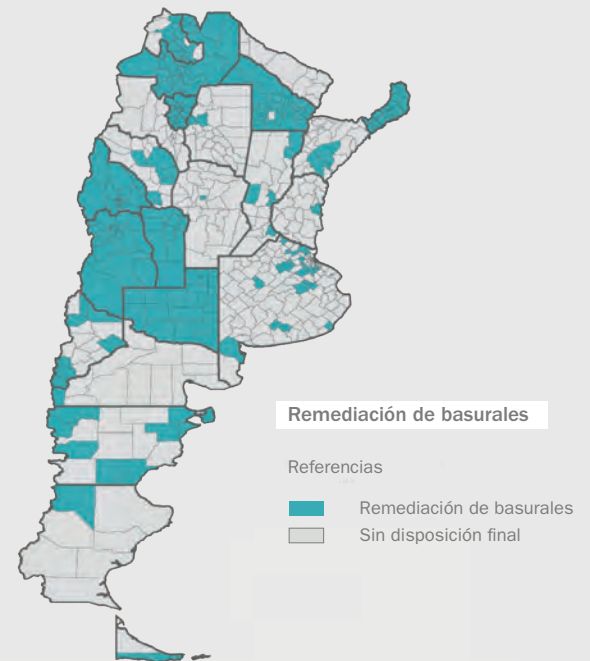 Remediación de basurales
Referencias
Remediación de basurales
Sin disposición final